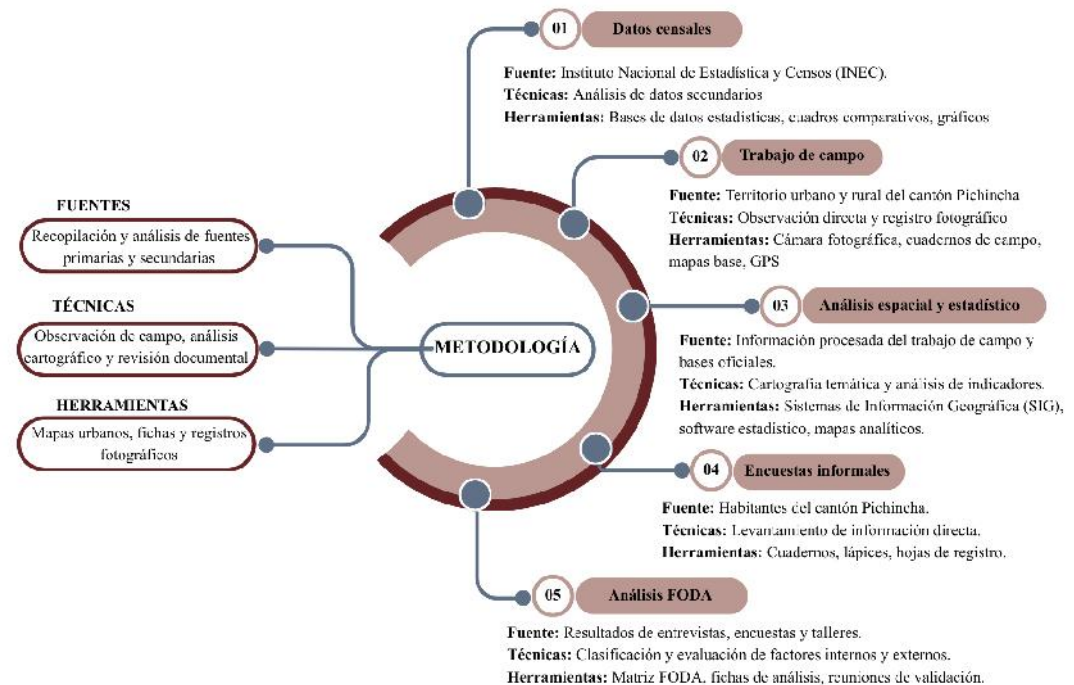 01
Datos censales
Fuente: Instituto Nacional de Estadística y Censos (INEC).
Técnicas: Análisis de datos secundarios
Herramientas: Bases de datos estadísticas, cuadros comparativos, gráficos
02
Trabajo de campo
Fuente: Territorio urbano y rural del cantón Pichincha
Técnicas: Observación directa y registro fotográfico
Herramientas: Cámara fotográfica, cuadernos de campo,
mapas base, GPS
FUENTES
Recopilación y análisis de fuentes
primarias y secundarias
TÉCNICAS
Observación de campo, análisis
cartográfico y revisión documental
HERRAMIENTAS
Mapas urbanos, fichas y registros
fotográficos
METODOLOGÍA
03
Análisis espacial y estadístico
Fuente: Información procesada del trabajo de campo y
bases oficiales.
Técnicas: Cartografía temática y análisis de indicadores.
Herramientas: Sistemas de Información Geográfica (SIG),
software estadístico, mapas analíticos.
04
Encuestas informales
Fuente: Habitantes del cantón Pichincha.
Técnicas: Levantamiento de información directa.
Herramientas: Cuadernos, lápices, hojas de registro.
05
Análisis FODA
Fuente: Resultados de entrevistas, encuestas y talleres.
Técnicas: Clasificación y evaluación de factores internos y externos.
Herramientas: Matriz FODA, fichas de análisis, reuniones de validación.